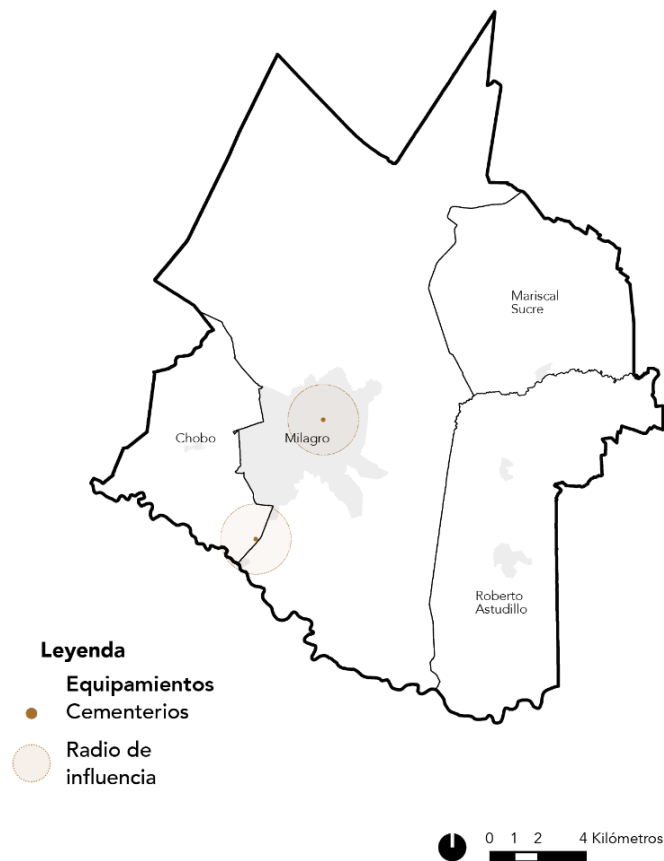 Mariscal
Sucre
Chobo
Milagro
Roberto
Astudillo
Leyenda
Equipamientos
Cementerios
Radio de
influencia
0 1 2 4 Kilómetros